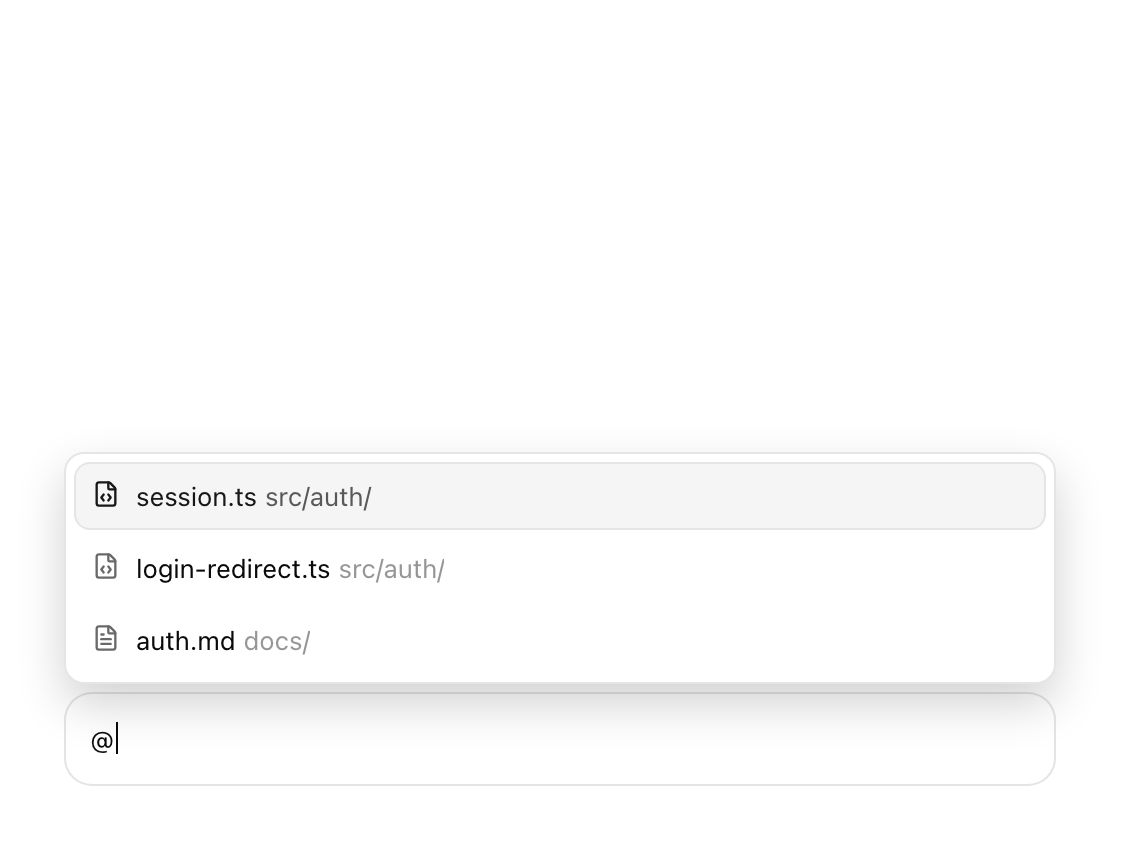 session.ts src/auth/
login-redirect.ts src/auth/
auth.md docs/
@